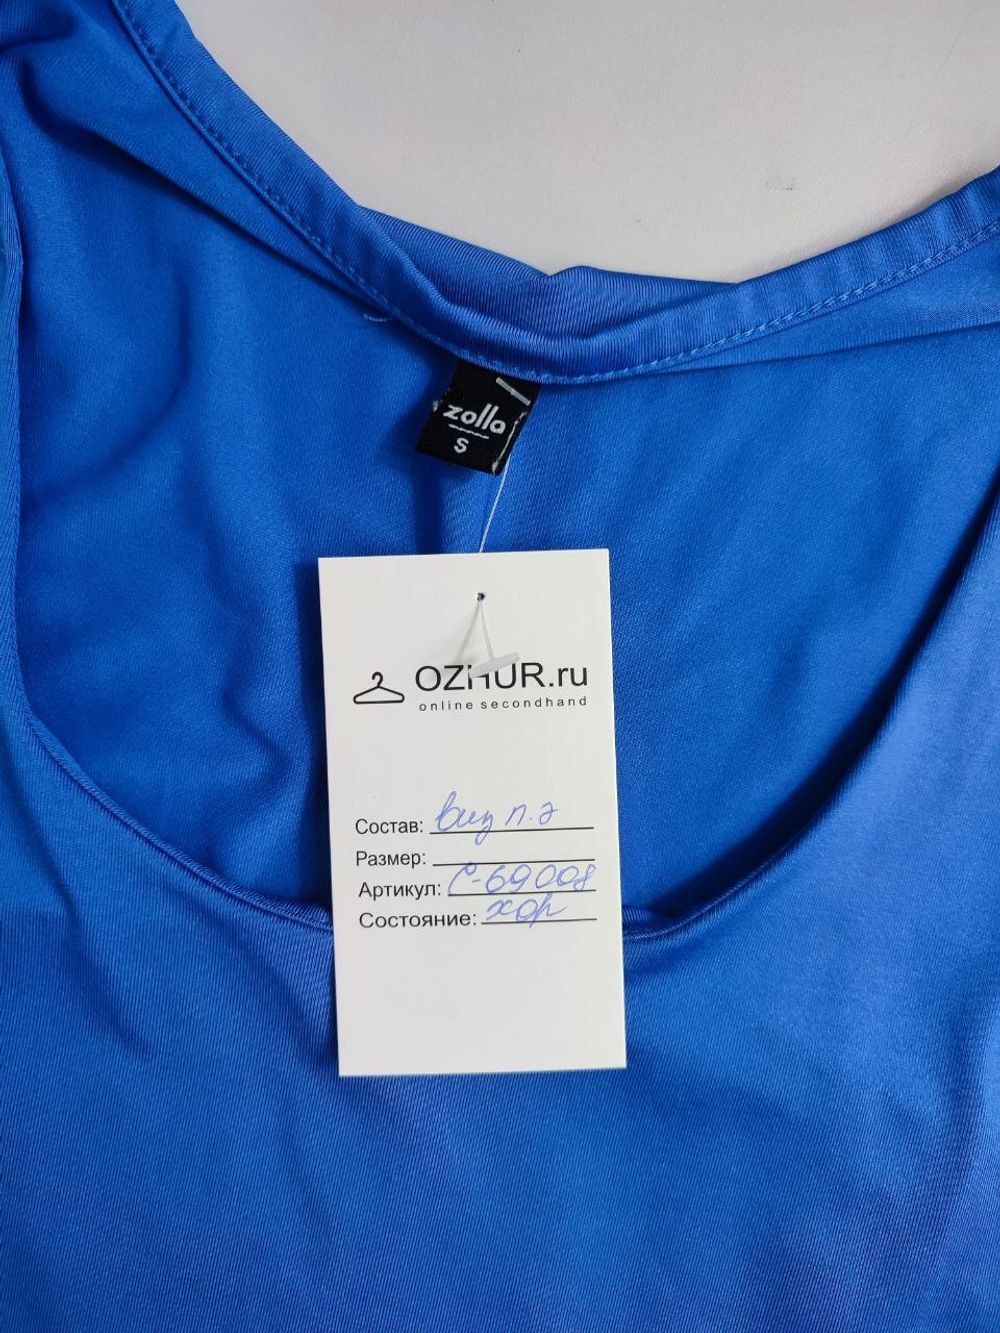 zolla
S
OZHUR.ru
online secondhand
Состав: виз п.э
Размер:
Артикул: С-69008
Состояние: хор